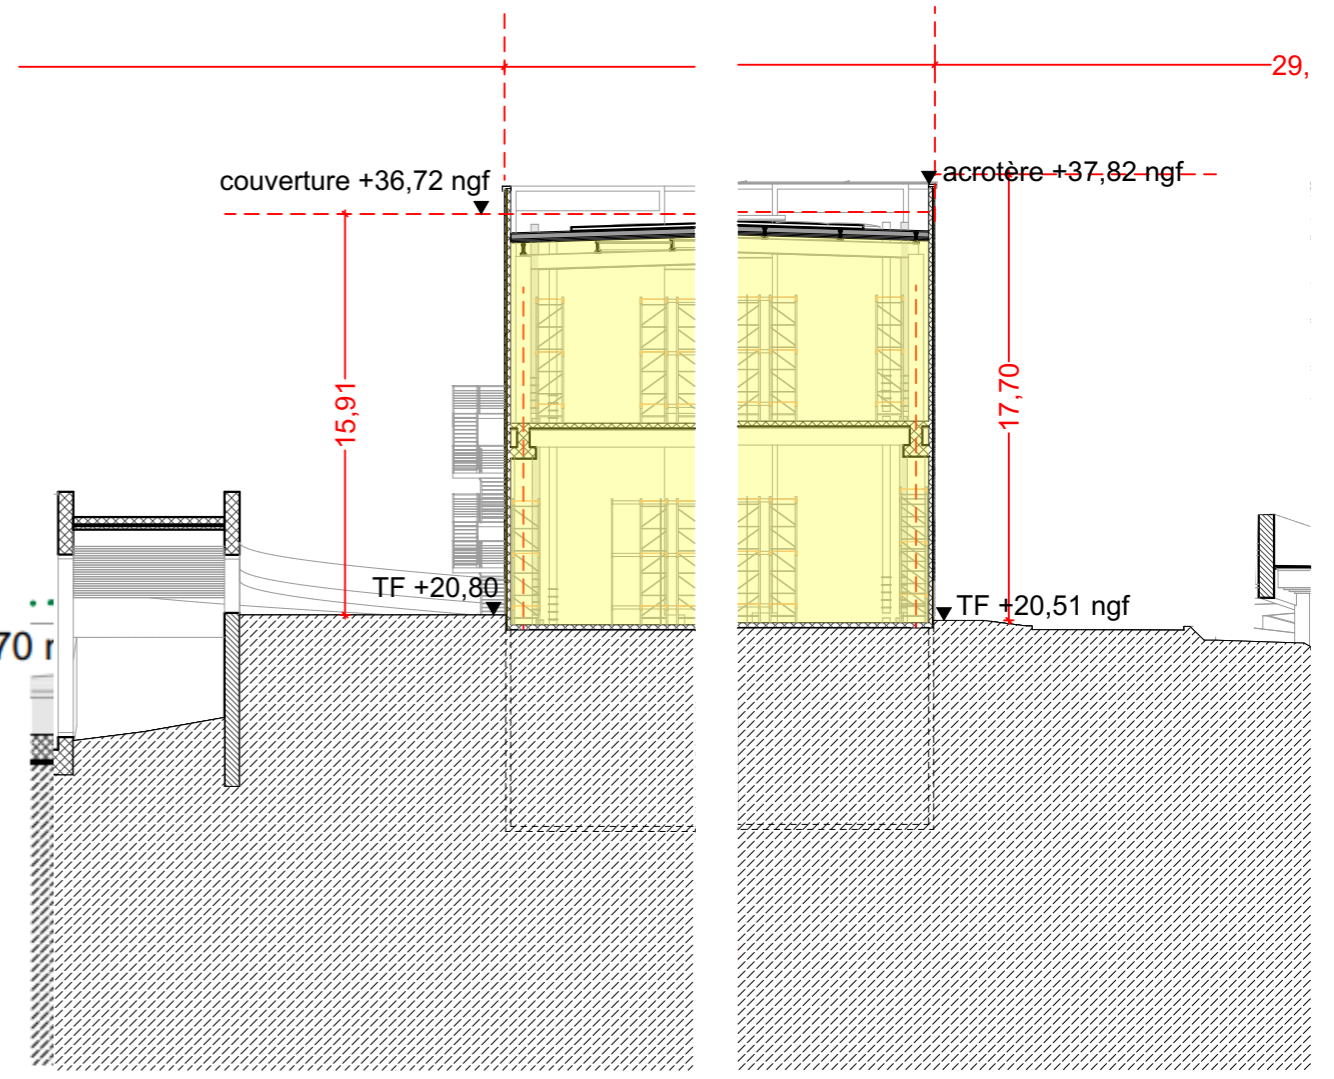 29,
couverture +36,72 ngf
acrotère +37,82 ngf
15,91
17,70
TF +20,80
TF +20,51 ngf
70